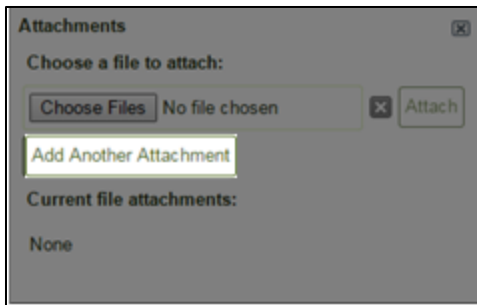 Attachments
Choose a file to attach:
Choose Files No file chosen Attach
Add Another Attachment
Current file attachments:
None